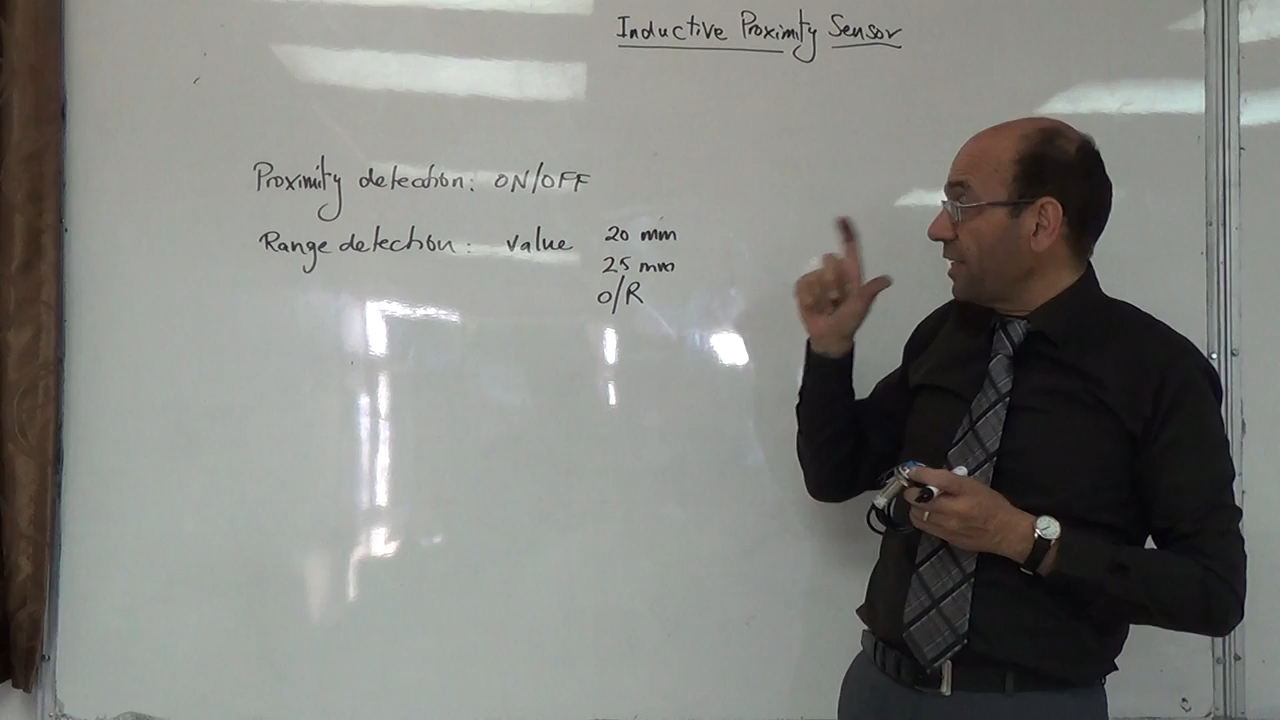 Inductive Proximity Sensor
Proximity detection: ON/OFF
Range detection: value 20 mm
25 mm
O/R